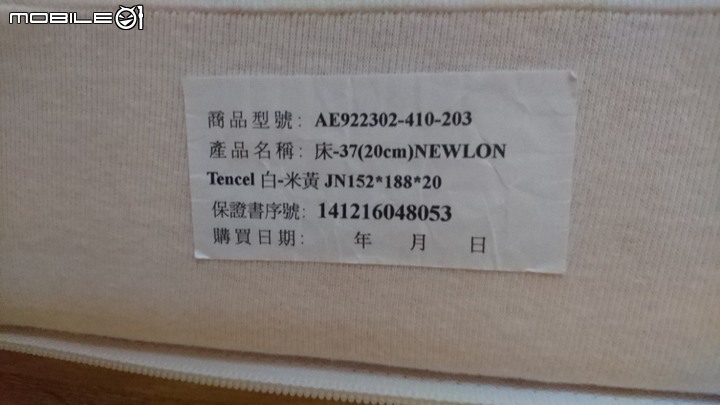 MOBILE01
商品型號: AE922302-410-203
產品名稱: 床-37(20cm)NEWLON
Tencel 白-米黃 JN152*188*20
保證書序號: 141216048053
購買日期: 年 月 日